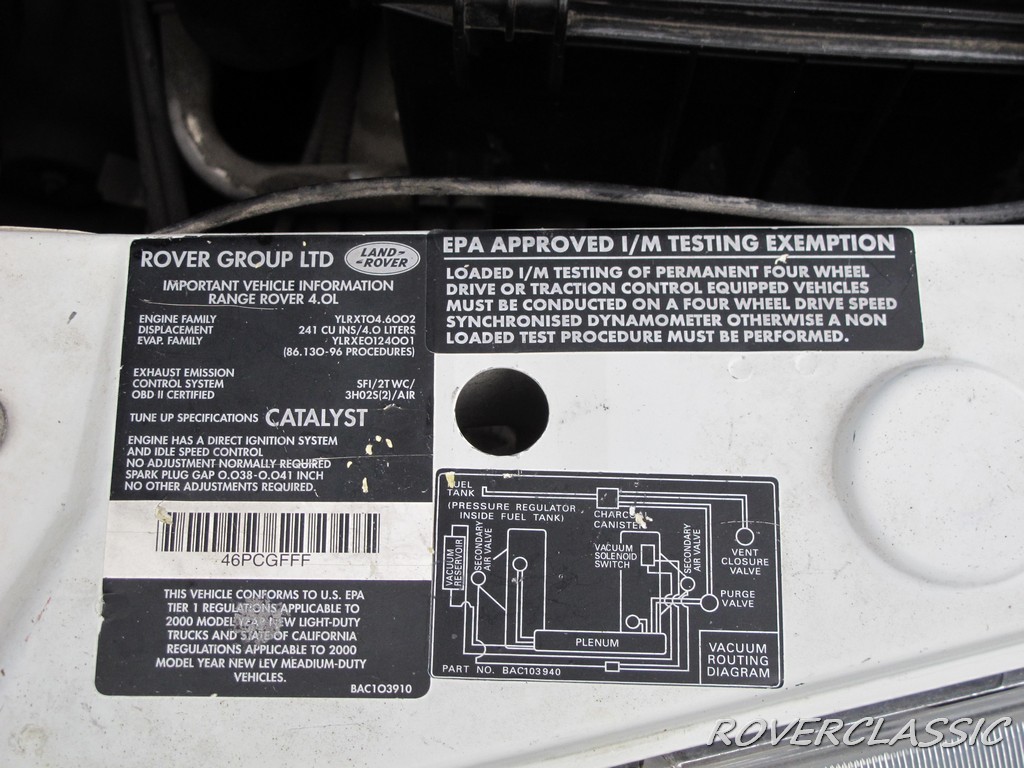 ROVER GROUP LTD
LAND-
-ROVER
IMPORTANT VEHICLE INFORMATION
RANGE ROVER 4.0L
ENGINE FAMILY YLRXT04.6002
DISPLACEMENT 241 CU INS/4.0 LITERS
EVAP. FAMILY YLRXE0124001
(86.130-96 PROCEDURES)
EXHAUST EMISSION
CONTROL SYSTEM SFI/2TWC/
OBD II CERTIFIED 3H02S(2)/AIR
TUNE UP SPECIFICATIONS CATALYST
ENGINE HAS A DIRECT IGNITION SYSTEM
AND IDLE SPEED CONTROL
NO ADJUSTMENT NORMALLY REQUIRED
SPARK PLUG GAP 0.038-0.041 INCH
NO OTHER ADJUSTMENTS REQUIRED.
46PCGFFF
THIS VEHICLE CONFORMS TO U.S. EPA
TIER 1 REGULATIONS APPLICABLE TO
2000 MODEL YEAR NEW LIGHT-DUTY
TRUCKS AND STATE OF CALIFORNIA
REGULATIONS APPLICABLE TO 2000
MODEL YEAR NEW LEV MEADIUM-DUTY
VEHICLES.
BAC103910
EPA APPROVED I/M TESTING EXEMPTION
LOADED I/M TESTING OF PERMANENT FOUR WHEEL
DRIVE OR TRACTION CONTROL EQUIPPED VEHICLES
MUST BE CONDUCTED ON A FOUR WHEEL DRIVE SPEED
SYNCHRONISED DYNAMOMETER OTHERWISE A NON
LOADED TEST PROCEDURE MUST BE PERFORMED.
FUEL
TANK
(PRESSURE REGULATOR
INSIDE FUEL TANK)
CHARCOAL
CANISTER
VACUUM
RESERVOIR
SECONDARY
AIR VALVE
VACUUM
SOLENOID
SWITCH
SECONDARY
AIR VALVE
VENT
CLOSURE
VALVE
PURGE
VALVE
PLENUM
PART NO. BAC103940
VACUUM
ROUTING
DIAGRAM
ROVERCLASSIC